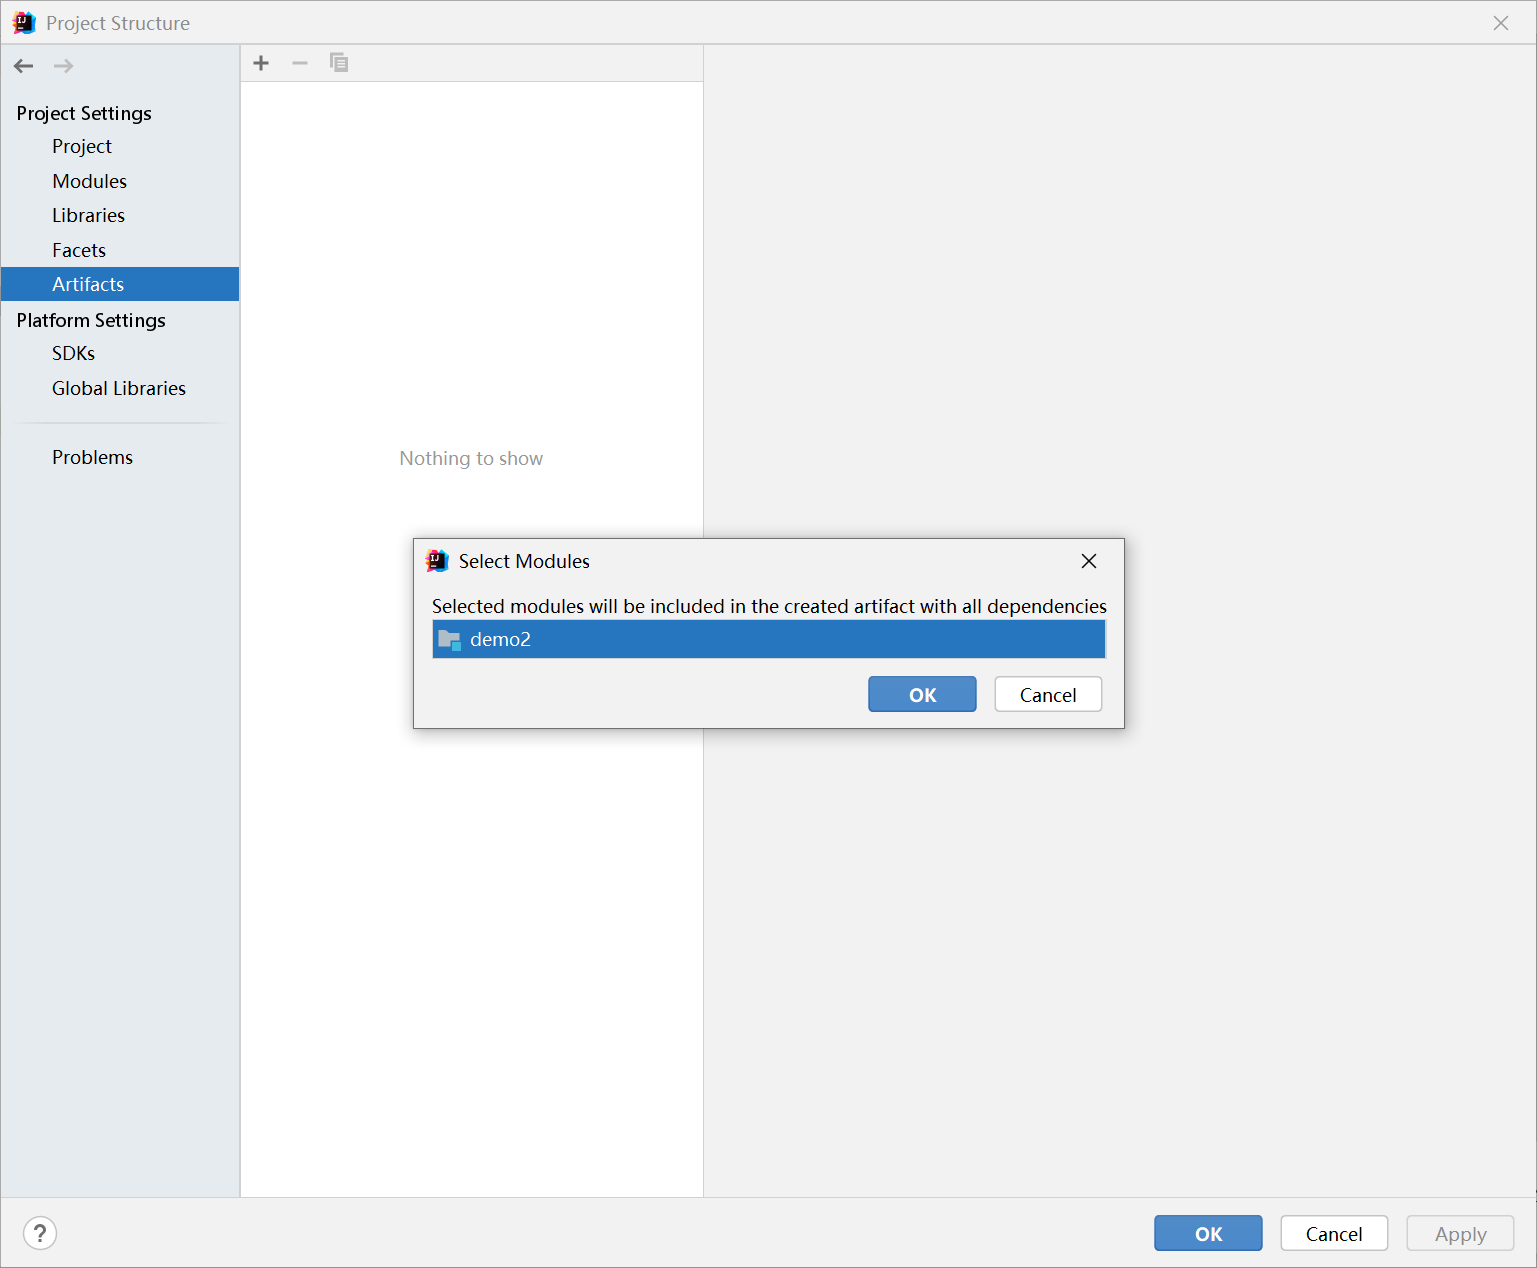 Project Structure
Project Settings
Project
Modules
Libraries
Facets
Artifacts
Platform Settings
SDKs
Global Libraries
Problems
Nothing to show
Select Modules
Selected modules will be included in the created artifact with all dependencies
demo2
OK Cancel
? OK Cancel Apply